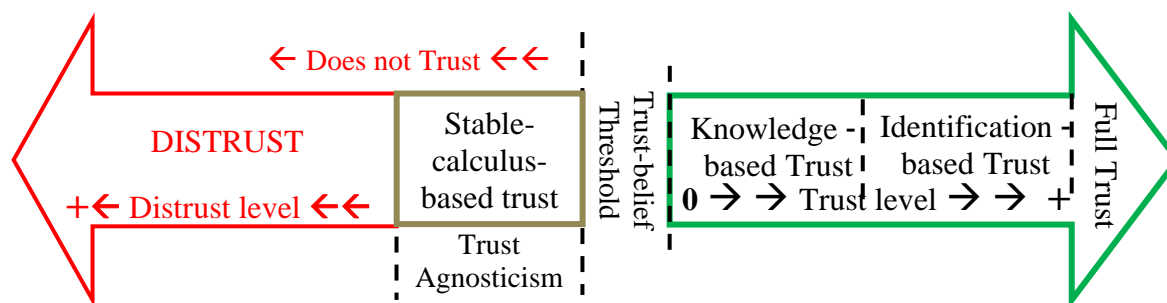 ← Does not Trust ← ←
DISTRUST
+← Distrust level ← ←
Stable-
calculus-
based trust
Trust
Agnosticism
Trust-belief
Threshold
Knowledge -
based Trust
Identification -
based Trust
0 → → Trust level → → +
Full Trust